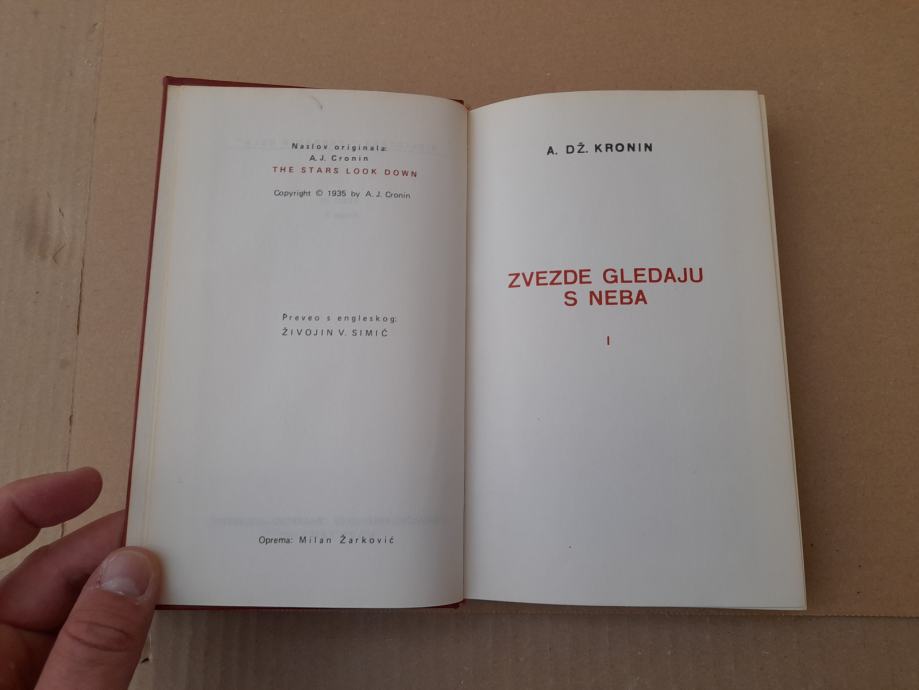 Naslov originala:
A.J. Cronin
THE STARS LOOK DOWN
Copyright © 1935 by A.J. Cronin
Preveo s engleskog:
ŽIVOJIN V. SIMIĆ
Oprema: Milan Žarković
A. DŽ. KRONIN
ZVEZDE GLEDAJU
S NEBA
I